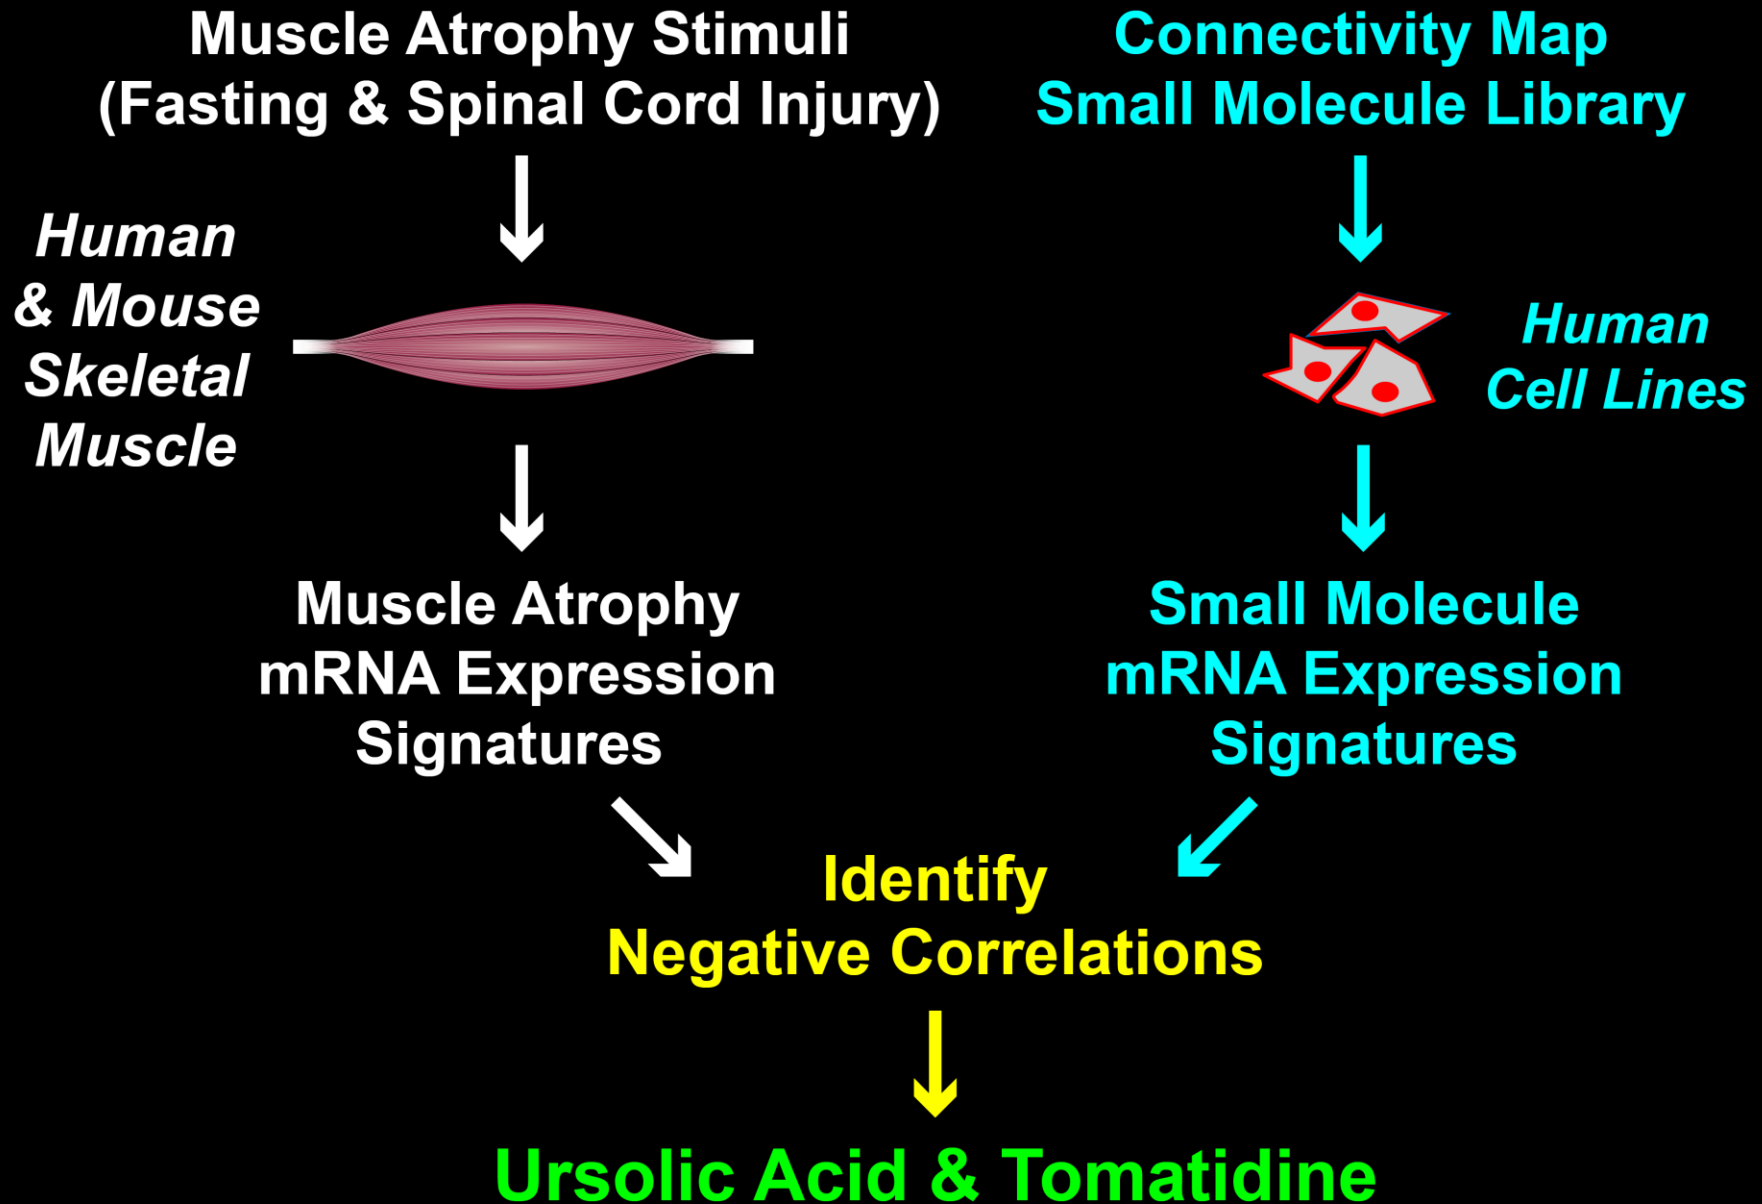 Muscle Atrophy Stimuli
(Fasting & Spinal Cord Injury)
Connectivity Map
Small Molecule Library
Human
& Mouse
Skeletal
Muscle
Human
Cell Lines
Muscle Atrophy
mRNA Expression
Signatures
Small Molecule
mRNA Expression
Signatures
Identify
Negative Correlations
Ursolic Acid & Tomatidine